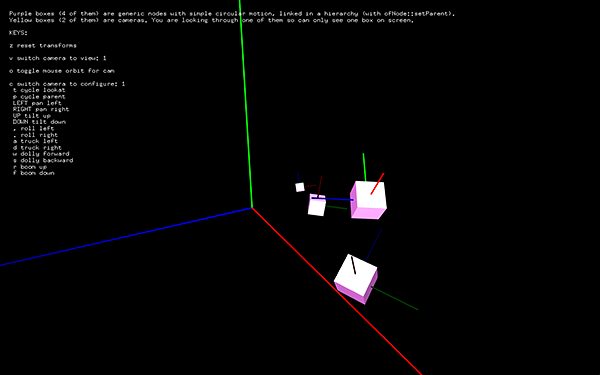 Purple boxes (4 of them) are generic nodes with simple circular motion, linked in a hierarchy (with ofNode::setParent).
Yellow boxes (2 of them) are cameras. You are looking through one of them so can only see one box on screen.
KEYS:
z reset transforms
v switch camera to view: 1
o toggle mouse orbit for cam
c switch camera to configure: 1
t cycle lookat
p cycle parent
LEFT pan left
RIGHT pan right
UP tilt up
DOWN tilt down
, roll left
. roll right
a truck left
d truck right
w dolly forward
s dolly backward
r boom up
f boom down